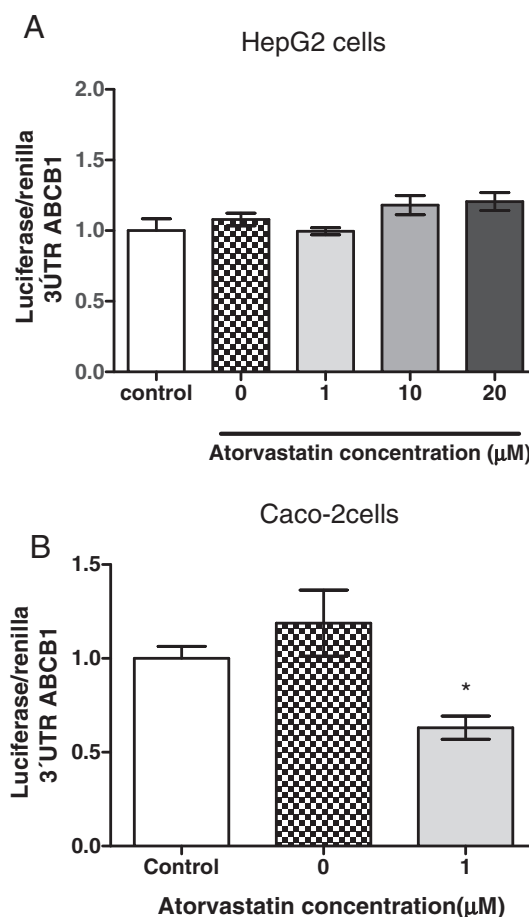 A
HepG2 cells
Luciferase/renilla
3ÚTR ABCB1
2.0
1.5
1.0
0.5
0.0
control 0 1 10 20
Atorvastatin concentration (μM)
B
Caco-2cells
Luciferase/renilla
3´UTR ABCB1
1.5
1.0
0.5
0.0
*
Control 0 1
Atorvastatin concentration(μM)